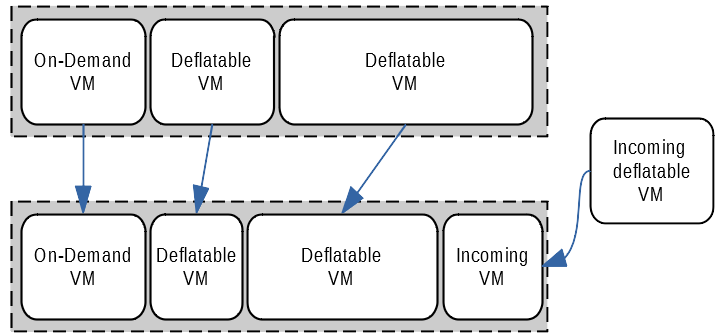 On-Demand
VM
Deflatable
VM
Deflatable
VM
Incoming
deflatable
VM
On-Demand
VM
Deflatable
VM
Deflatable
VM
Incoming
VM